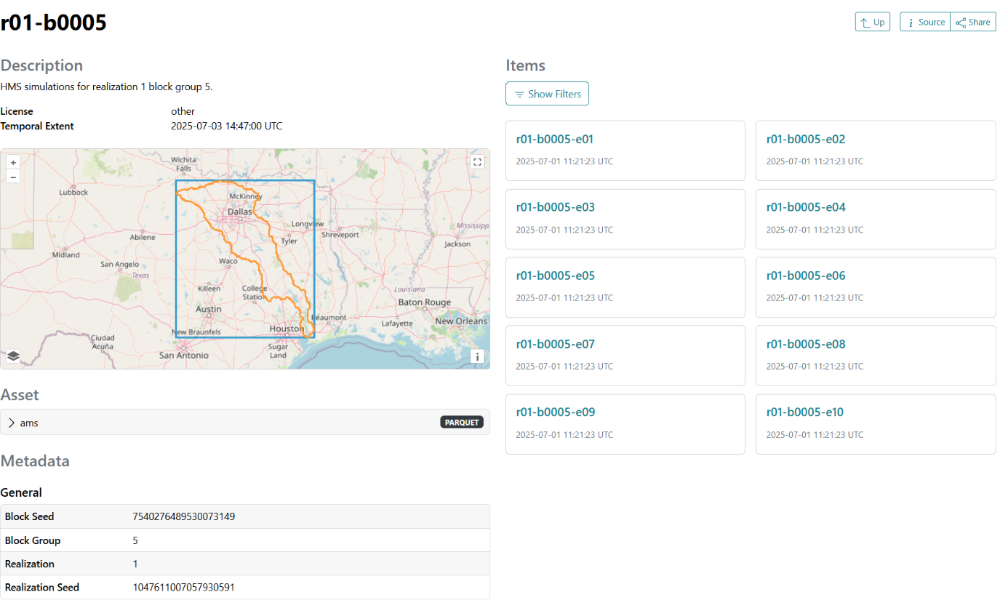 r01-b0005
Up
Source
Share
Description
HMS simulations for realization 1 block group 5.
License other
Temporal Extent 2025-07-03 14:47:00 UTC
+
−
Wichita
Falls
Lubbock
McKinney
Dallas
Longview
Mississipp
Abilene
Tyler
Shreveport
Jackson
Midland
Waco
San Angelo
Texas
Killeen
College
Station
Louisiana
Austin
Baton Rouge
Beaumont
Lafayette
New Orleans
New Braunfels
Houston
Ciudad
Acuña
Sugar
Land
San Antonio
i
Asset
ams PARQUET
Metadata
General
Block Seed 7540276489530073149
Block Group 5
Realization 1
Realization Seed 1047611007057930591
Items
Show Filters
r01-b0005-e01
2025-07-01 11:21:23 UTC
r01-b0005-e02
2025-07-01 11:21:23 UTC
r01-b0005-e03
2025-07-01 11:21:23 UTC
r01-b0005-e04
2025-07-01 11:21:23 UTC
r01-b0005-e05
2025-07-01 11:21:23 UTC
r01-b0005-e06
2025-07-01 11:21:23 UTC
r01-b0005-e07
2025-07-01 11:21:23 UTC
r01-b0005-e08
2025-07-01 11:21:23 UTC
r01-b0005-e09
2025-07-01 11:21:23 UTC
r01-b0005-e10
2025-07-01 11:21:23 UTC